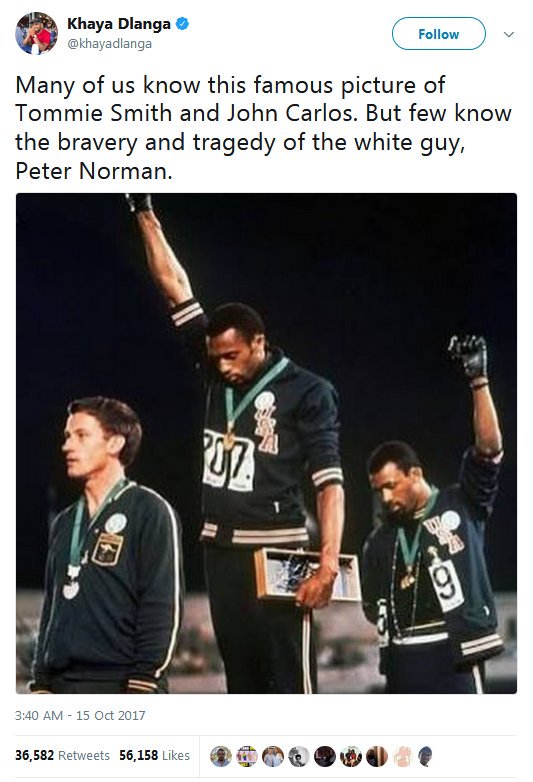 Khaya Dlanga
@khayadlanga
Follow
Many of us know this famous picture of
Tommie Smith and John Carlos. But few know
the bravery and tragedy of the white guy,
Peter Norman.
USA
307
USA
3:40 AM - 15 Oct 2017
36,582 Retweets 56,158 Likes